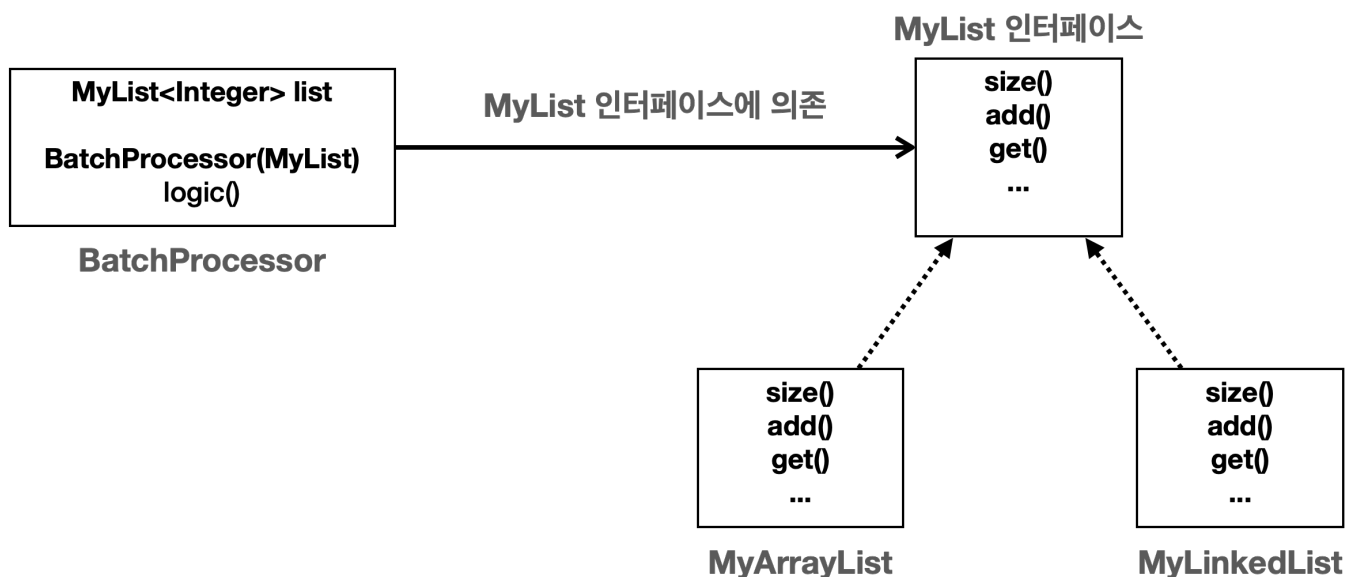 MyList 인터페이스
MyList<Integer> list
BatchProcessor(MyList)
logic()
BatchProcessor
MyList 인터페이스에 의존
size()
add()
get()
...
size()
add()
get()
...
MyArrayList
size()
add()
get()
...
MyLinkedList